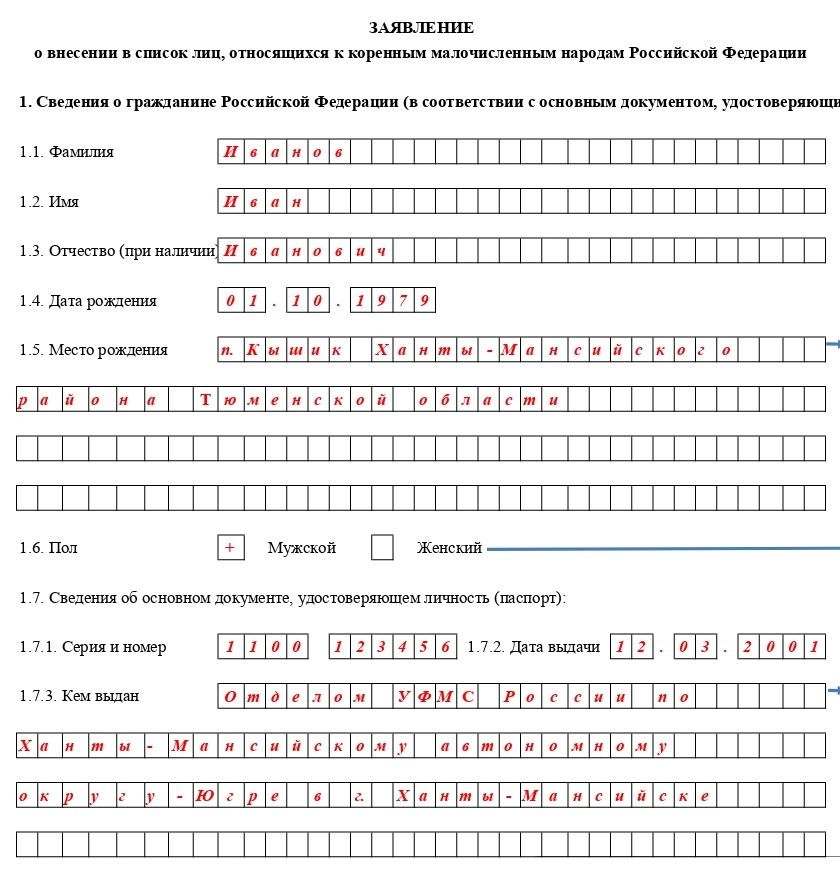 ЗАЯВЛЕНИЕ
о внесении в список лиц, относящихся к коренным малочисленным народам Российской Федерации
1. Сведения о гражданине Российской Федерации (в соответствии с основным документом, удостоверяющи
1.1. Фамилия Иванов
1.2. Имя Иван
1.3. Отчество (при наличии) Иванович
1.4. Дата рождения 01.10.1979
1.5. Место рождения п. Кышик Ханты-Мансийского
района Тюменской области
1.6. Пол + Мужской Женский
1.7. Сведения об основном документе, удостоверяющем личность (паспорт):
1.7.1. Серия и номер 1100 123456 1.7.2. Дата выдачи 12.03.2001
1.7.3. Кем выдан Отделом УФМС России по
Ханты-Мансийскому автономному
округу-Югре в г. Ханты-Мансийске